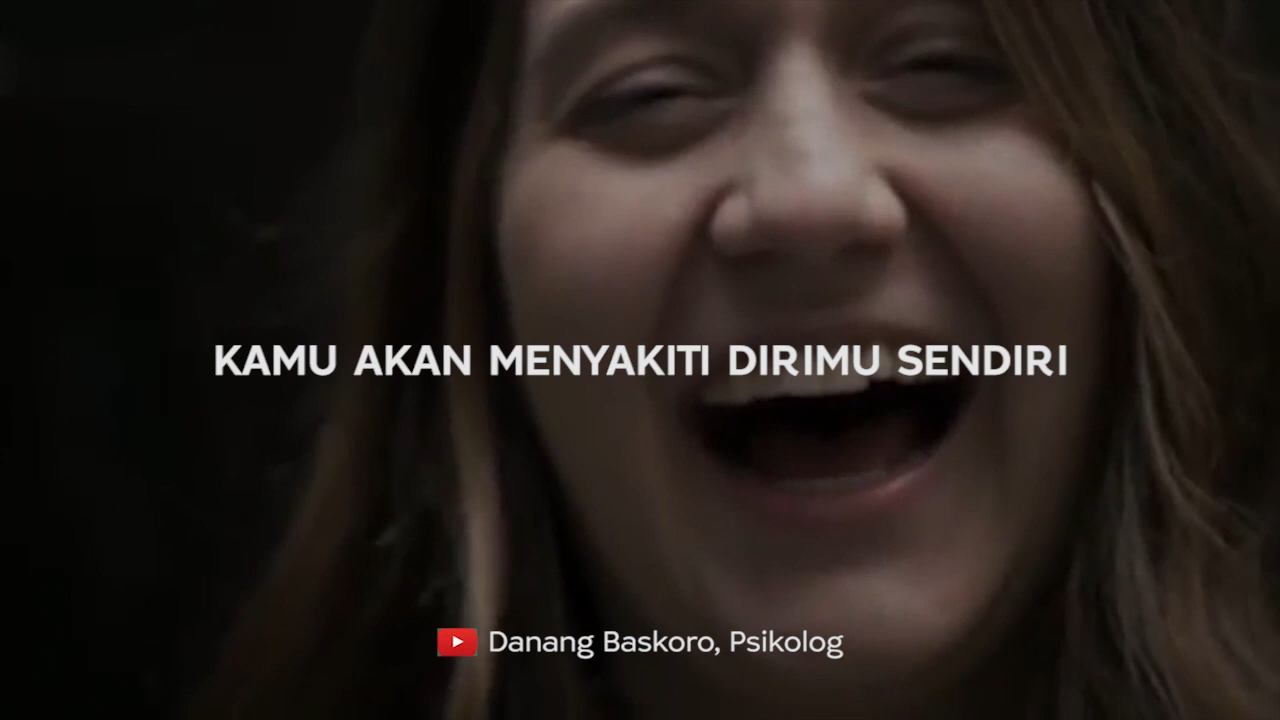 KAMU AKAN MENYAKITI DIRIMU SENDIRI
Danang Baskoro, Psikolog